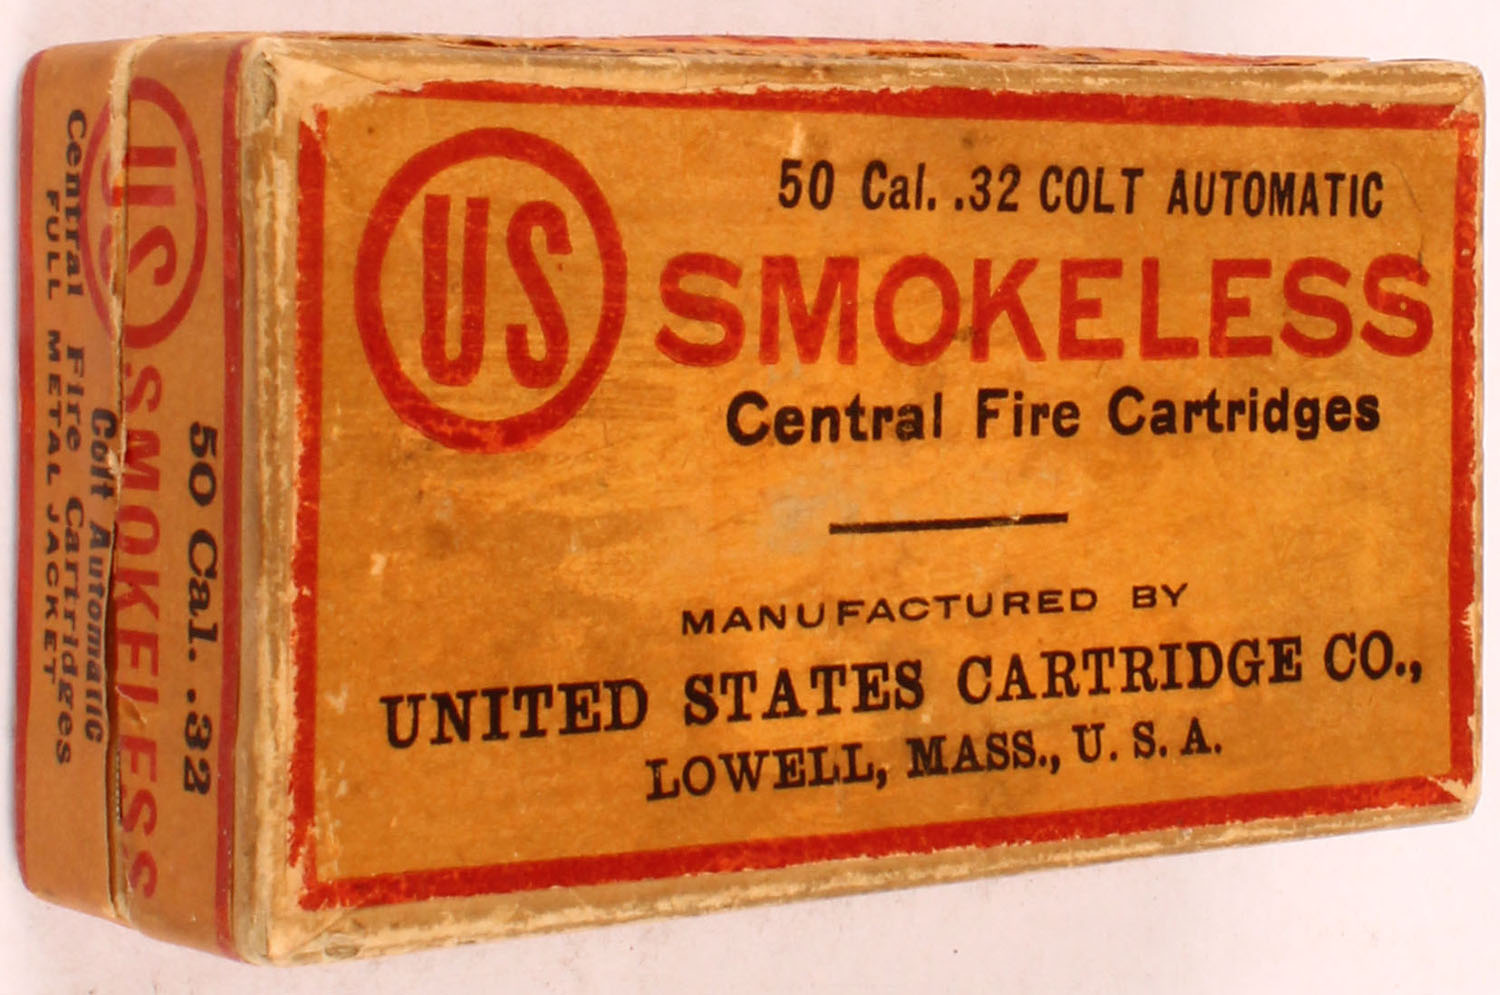 US
50 Cal. .32 COLT AUTOMATIC
SMOKELESS
Central Fire Cartridges
MANUFACTURED BY
UNITED STATES CARTRIDGE CO.,
LOWELL, MASS., U. S. A.
50 Cal. .32
US SMOKELESS
Colt Automatic
Central Fire Cartridges
FULL METAL JACKET